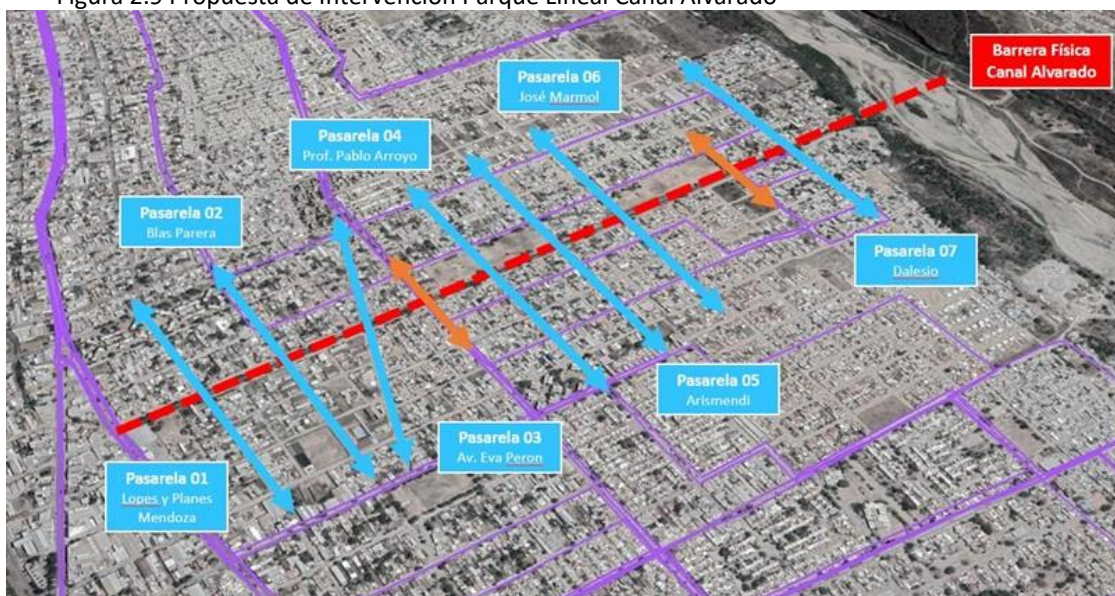 Figura 2.9 Propuesta de Intervención Parque Lineal Canal Alvarado
Barrera Física
Canal Alvarado
Pasarela 06
José Marmol
Pasarela 04
Prof. Pablo Arroyo
Pasarela 02
Blas Parera
Pasarela 07
Dalesio
Pasarela 05
Arismendi
Pasarela 03
Av. Eva Peron
Pasarela 01
Lopes y Planes
Mendoza